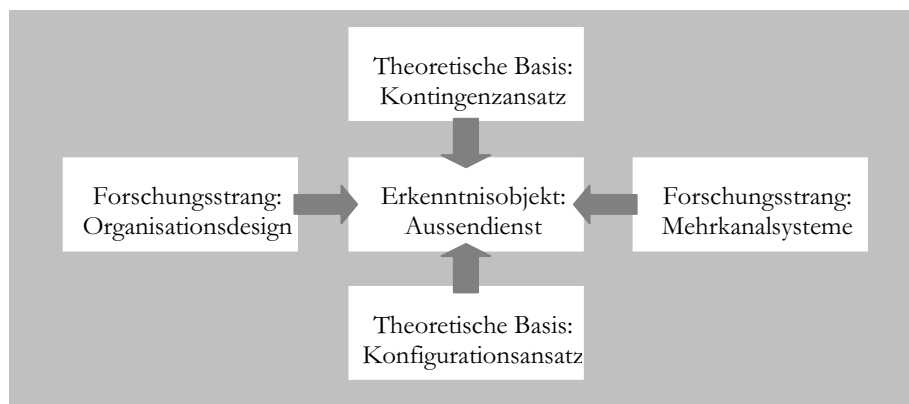 Theoretische Basis:
Kontingenzansatz
Forschungsstrang:
Organisationsdesign
Erkenntnisobjekt:
Aussendienst
Forschungsstrang:
Mehrkanalsysteme
Theoretische Basis:
Konfigurationsansatz